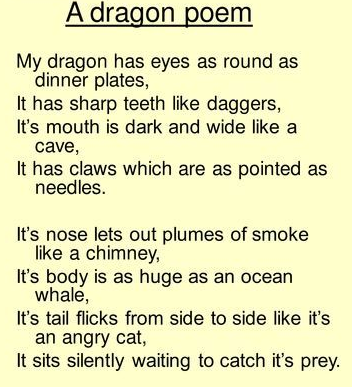 A dragon poem
My dragon has eyes as round as
dinner plates,
It has sharp teeth like daggers,
It’s mouth is dark and wide like a
cave,
It has claws which are as pointed as
needles.
It’s nose lets out plumes of smoke
like a chimney,
It’s body is as huge as an ocean
whale,
It’s tail flicks from side to side like it’s
an angry cat,
It sits silently waiting to catch it’s prey.